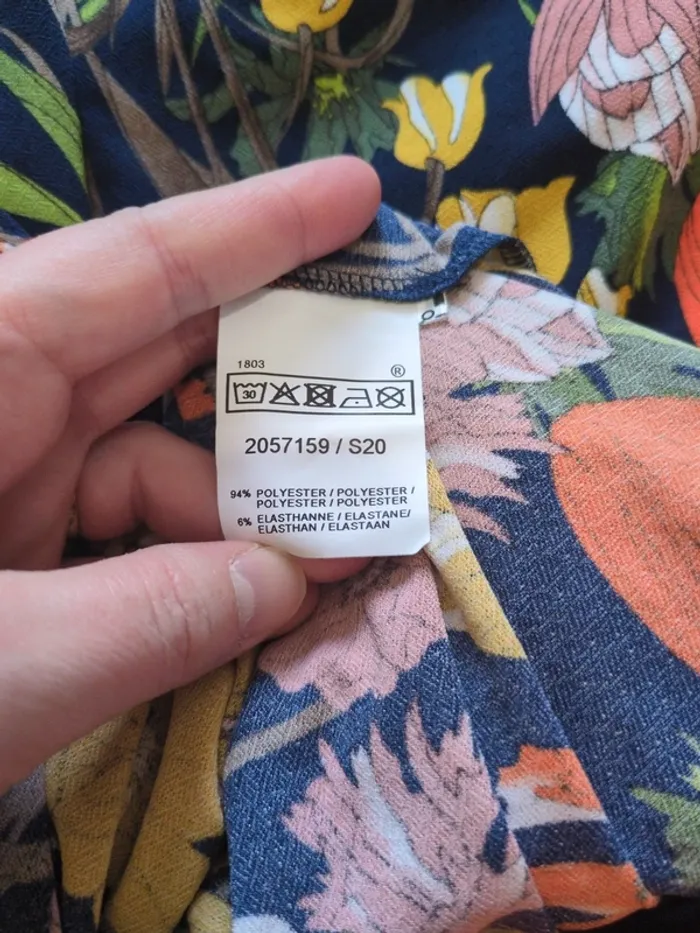 1803
®
30
2057159 / S20
94% POLYESTER / POLYESTER /
POLYESTER / POLYESTER
6% ELASTHANNE / ELASTANE/
ELASTHAN / ELASTAAN